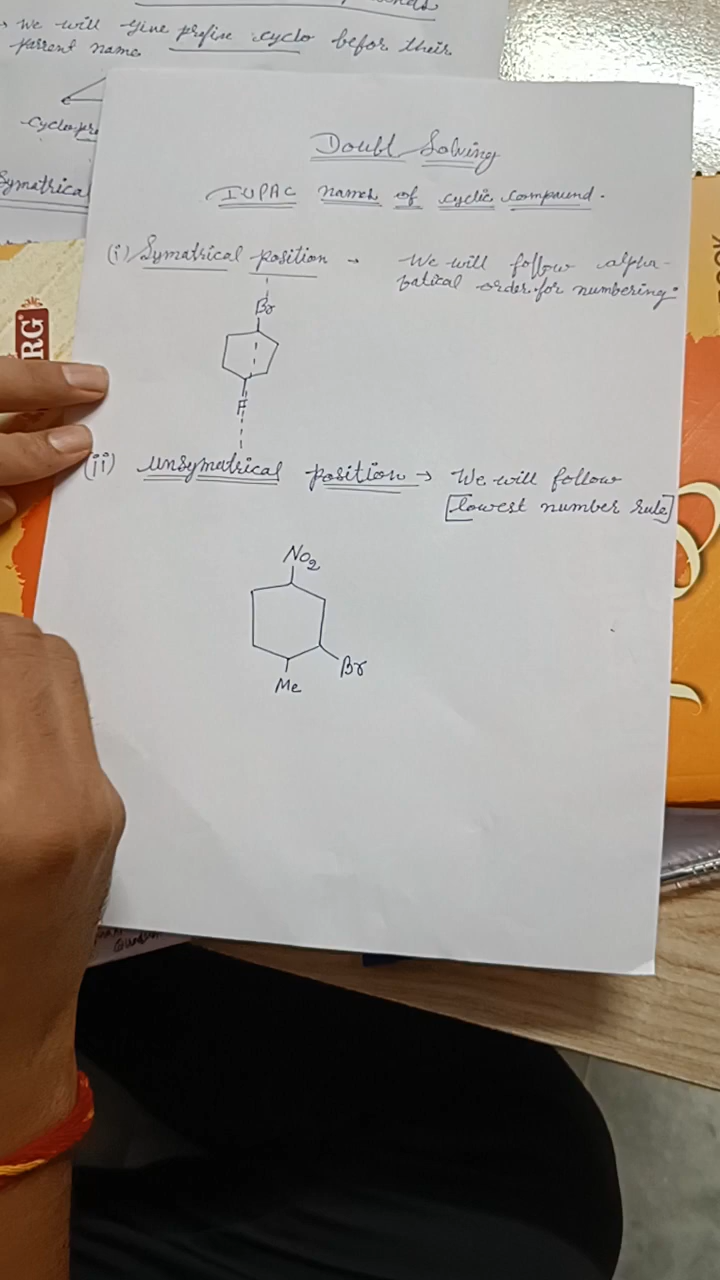 we will give prefix cyclo befor their
parrent name
Cyclopr
Symatrical
Doubt Solving
IUPAC names of cyclic compound.
(i) Symatrical position → We will follow alpha-
batical order for numbering.
Br
F
(ii) unsymatrical position → We will follow
[lowest number rule]
NO2
Br
Me
RG